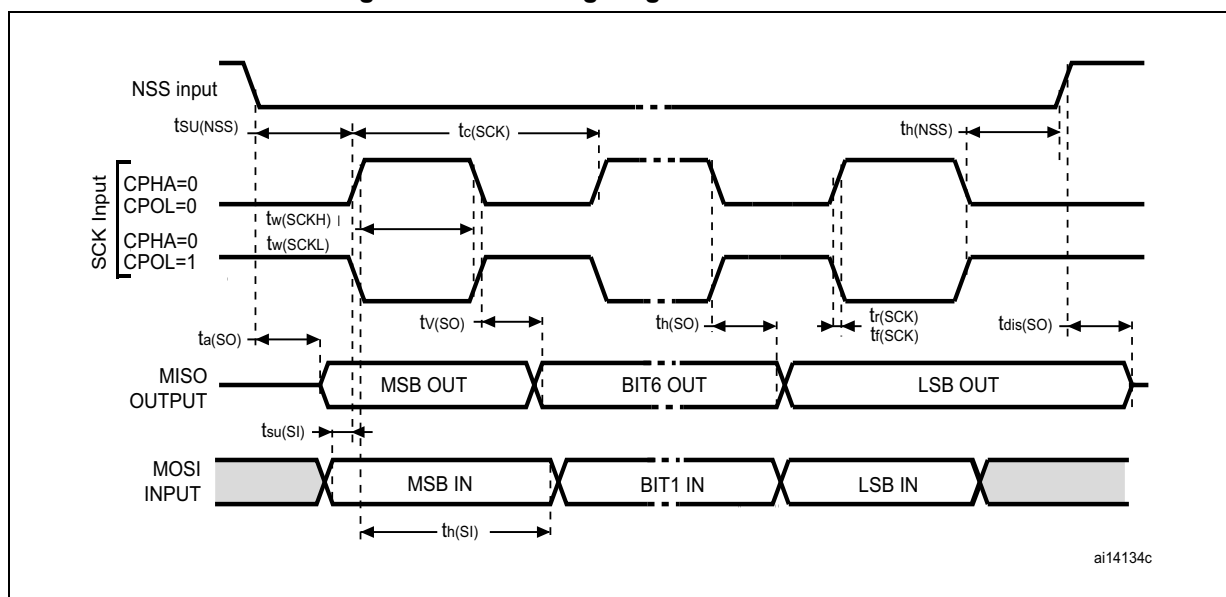 NSS input
tSU(NSS)
tc(SCK)
th(NSS)
SCK Input
CPHA=0
CPOL=0
tw(SCKH)
CPHA=0
CPOL=1
tw(SCKL)
ta(SO)
tV(SO)
th(SO)
tr(SCK)
tf(SCK)
tdis(SO)
MISO
OUTPUT
MSB OUT
BIT6 OUT
LSB OUT
tsu(SI)
MOSI
INPUT
MSB IN
BIT1 IN
LSB IN
th(SI)
ai14134c